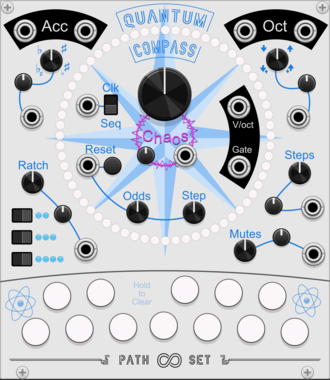 Acc
QUANTUM
COMPASS
Oct
Clk
Seq
Chaos
V/oct
Gate
Reset
Ratch
Odds
Step
Steps
Mutes
Hold
to
Clear
PATH SET